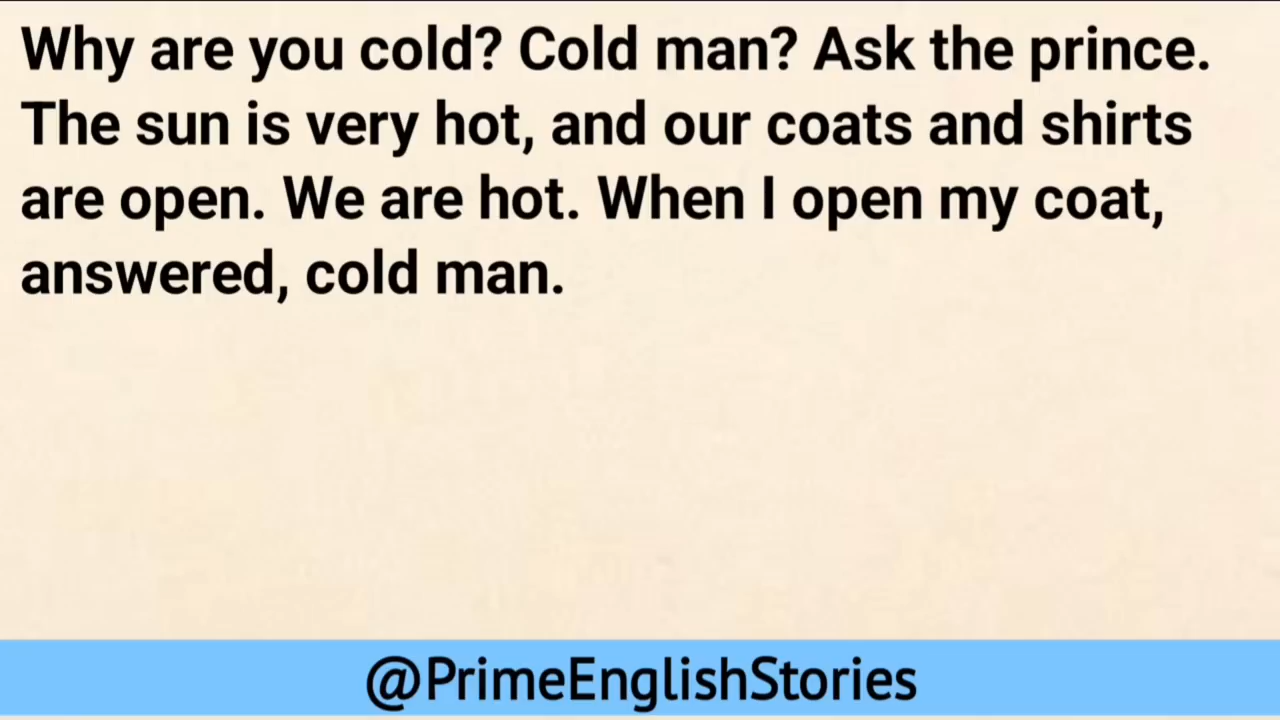 Why are you cold? Cold man? Ask the prince.
The sun is very hot, and our coats and shirts
are open. We are hot. When I open my coat,
answered, cold man.
@PrimeEnglishStories